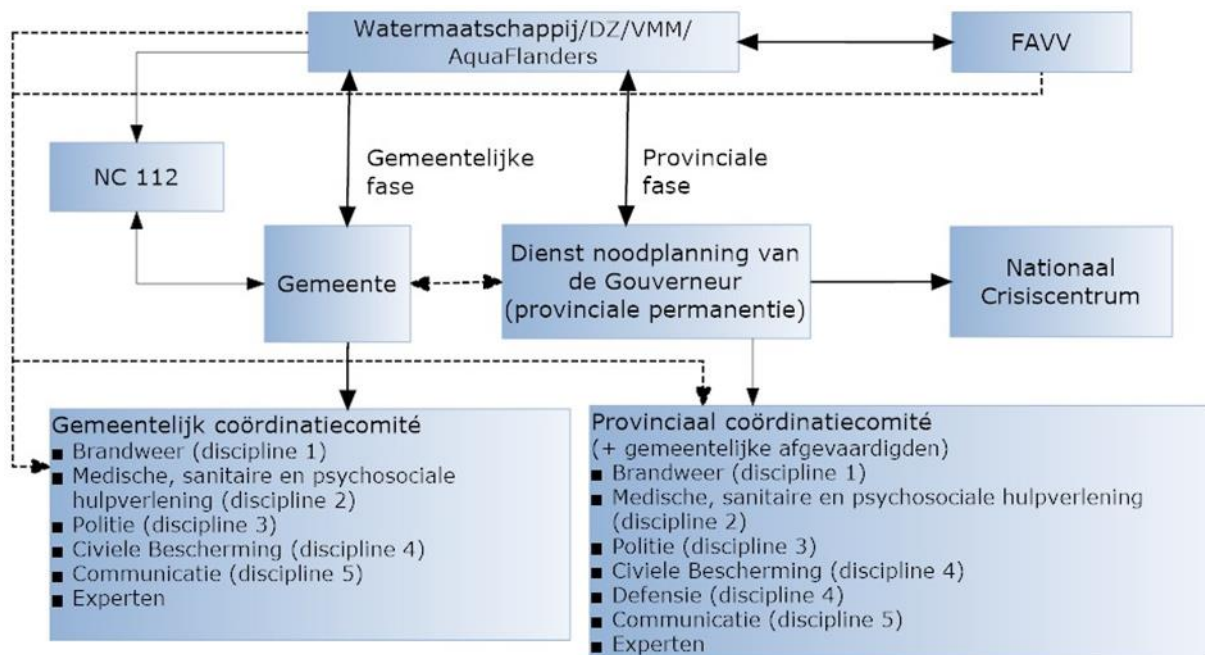 Watermaatschappij/DZ/VMM/
AquaFlanders
FAVV
NC 112
Gemeentelijke
fase
Provinciale
fase
Gemeente
Dienst noodplanning van
de Gouverneur
(provinciale permanentie)
Nationaal
Crisiscentrum
Gemeentelijk coördinatiecomité
■ Brandweer (discipline 1)
■ Medische, sanitaire en psychosociale
hulpverlening (discipline 2)
■ Politie (discipline 3)
■ Civiele Bescherming (discipline 4)
■ Communicatie (discipline 5)
■ Experten
Provinciaal coördinatiecomité
(+ gemeentelijke afgevaardigden)
■ Brandweer (discipline 1)
■ Medische, sanitaire en psychosociale hulpverlening
(discipline 2)
■ Politie (discipline 3)
■ Civiele Bescherming (discipline 4)
■ Defensie (discipline 4)
■ Communicatie (discipline 5)
■ Experten